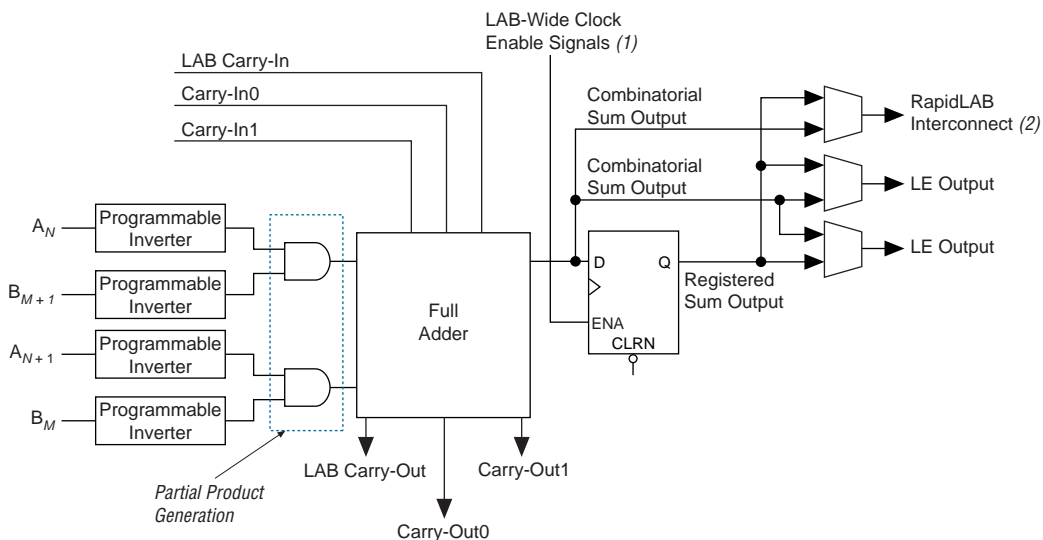 LAB-Wide Clock
Enable Signals (1)
LAB Carry-In
Carry-In0
Carry-In1
Combinatorial
Sum Output
RapidLAB
Interconnect (2)
Combinatorial
Sum Output
LE Output
LE Output
A_N
Programmable
Inverter
B_M + 1
Programmable
Inverter
A_N + 1
Programmable
Inverter
B_M
Programmable
Inverter
Full
Adder
D
Q
ENA
CLRN
Registered
Sum Output
LAB Carry-Out
Carry-Out1
Carry-Out0
Partial Product
Generation